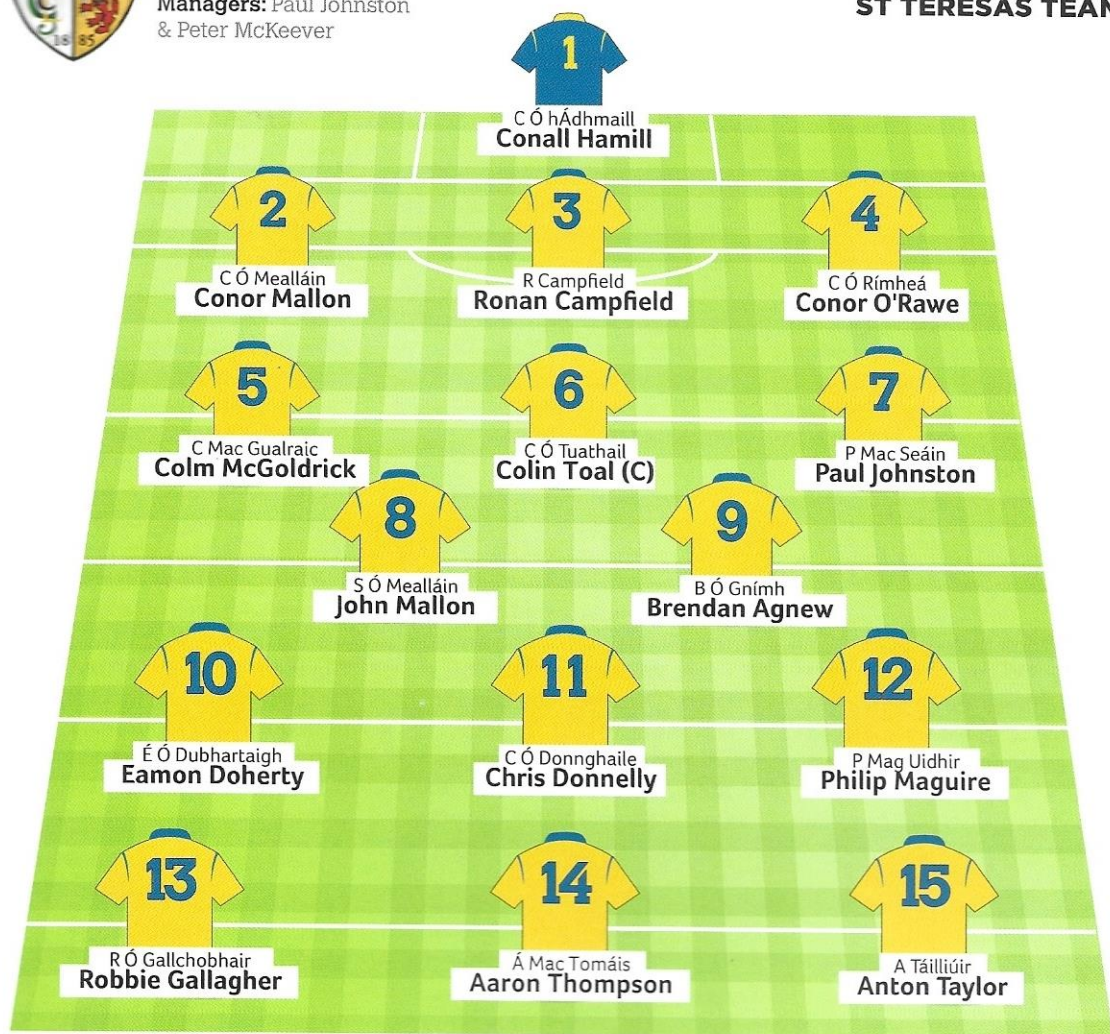 Managers: Paul Johnston
& Peter McKeever
ST TERESAS TEAM
18 85
1
C Ó hÁdhmaill
Conall Hamill
2
3
4
C Ó Mealláin
Conor Mallon
R Campfield
Ronan Campfield
C Ó Rímheá
Conor O'Rawe
5
6
7
C Mac Gualraic
Colm McGoldrick
C Ó Tuathail
Colin Toal (C)
P Mac Seáin
Paul Johnston
8
9
S Ó Mealláin
John Mallon
B Ó Gnímh
Brendan Agnew
10
11
12
É Ó Dubhartaigh
Eamon Doherty
C Ó Donnghaile
Chris Donnelly
P Mag Uidhir
Philip Maguire
13
14
15
R Ó Gallchobhair
Robbie Gallagher
Á Mac Tomáis
Aaron Thompson
A Táilliúir
Anton Taylor